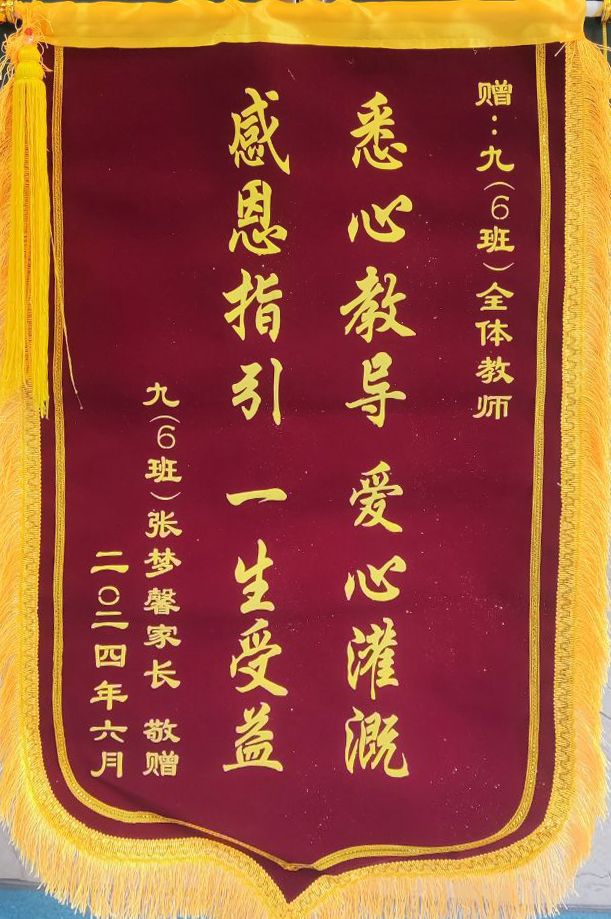 赠：九（6班）全体教师
悉心教导 爱心灌溉
感恩指引 一生受益
九（6班）张梦馨家长 敬赠
二〇二四年六月